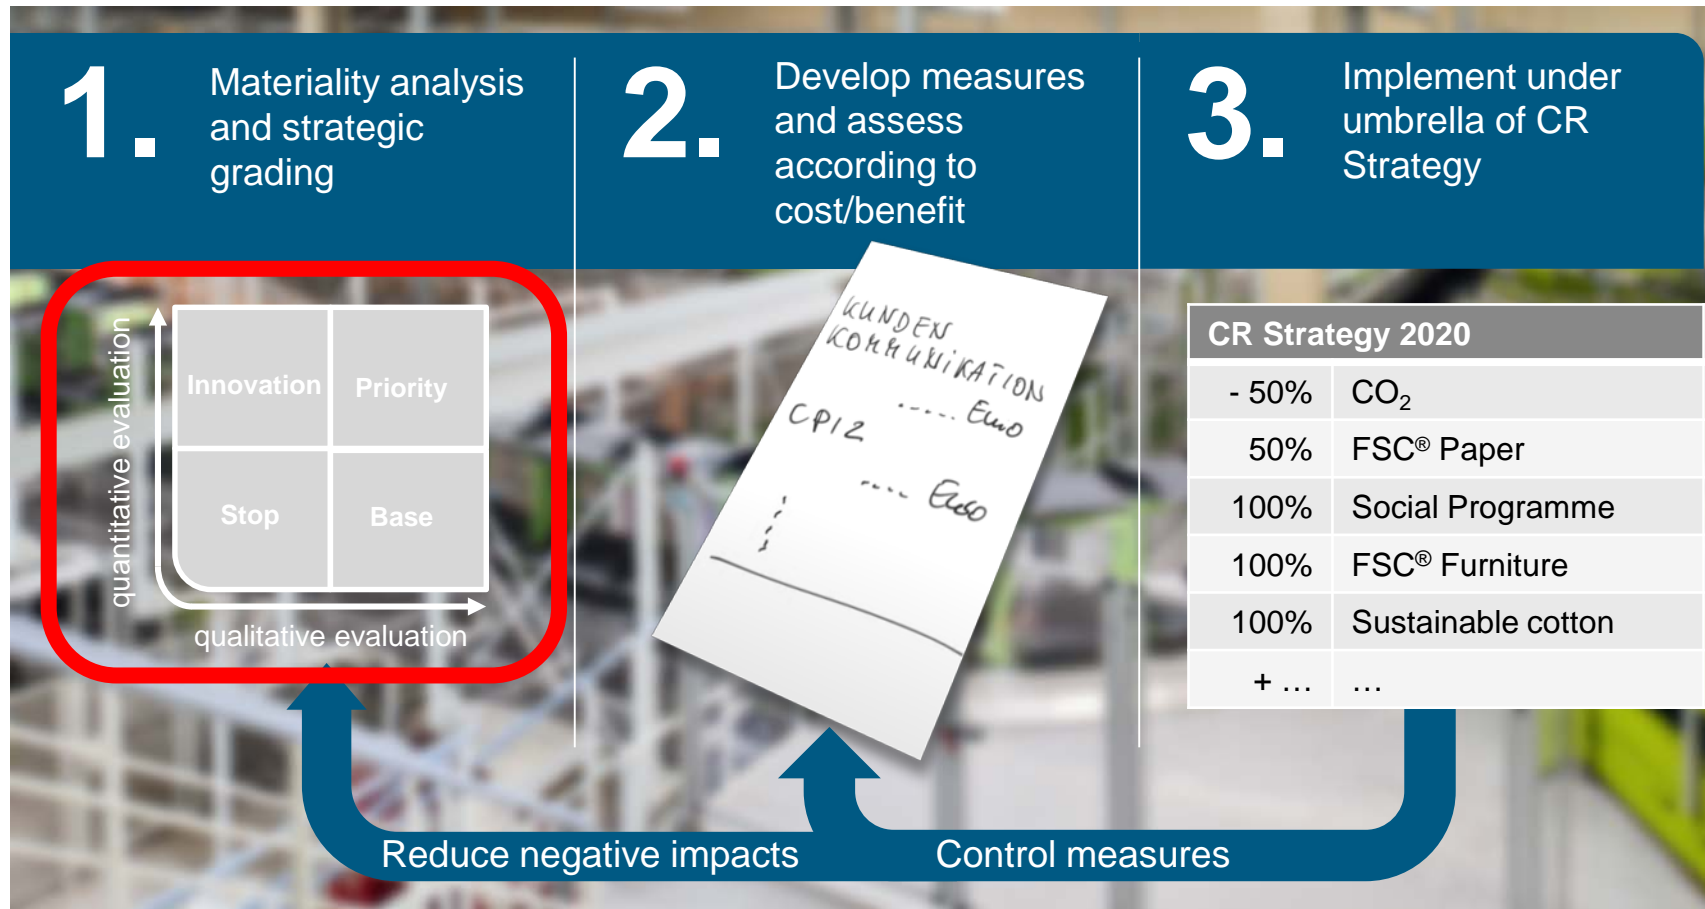 1.
Materiality analysis
and strategic
grading
2.
Develop measures
and assess
according to
cost/benefit
3.
Implement under
umbrella of CR
Strategy
quantitative evaluation
Innovation
Priority
Stop
Base
qualitative evaluation
KUNDEN
KOMMUNIKATION
..... Euro
CP12
.... Euro
CR Strategy 2020
- 50% CO₂
50% FSC® Paper
100% Social Programme
100% FSC® Furniture
100% Sustainable cotton
+ … …
Reduce negative impacts
Control measures